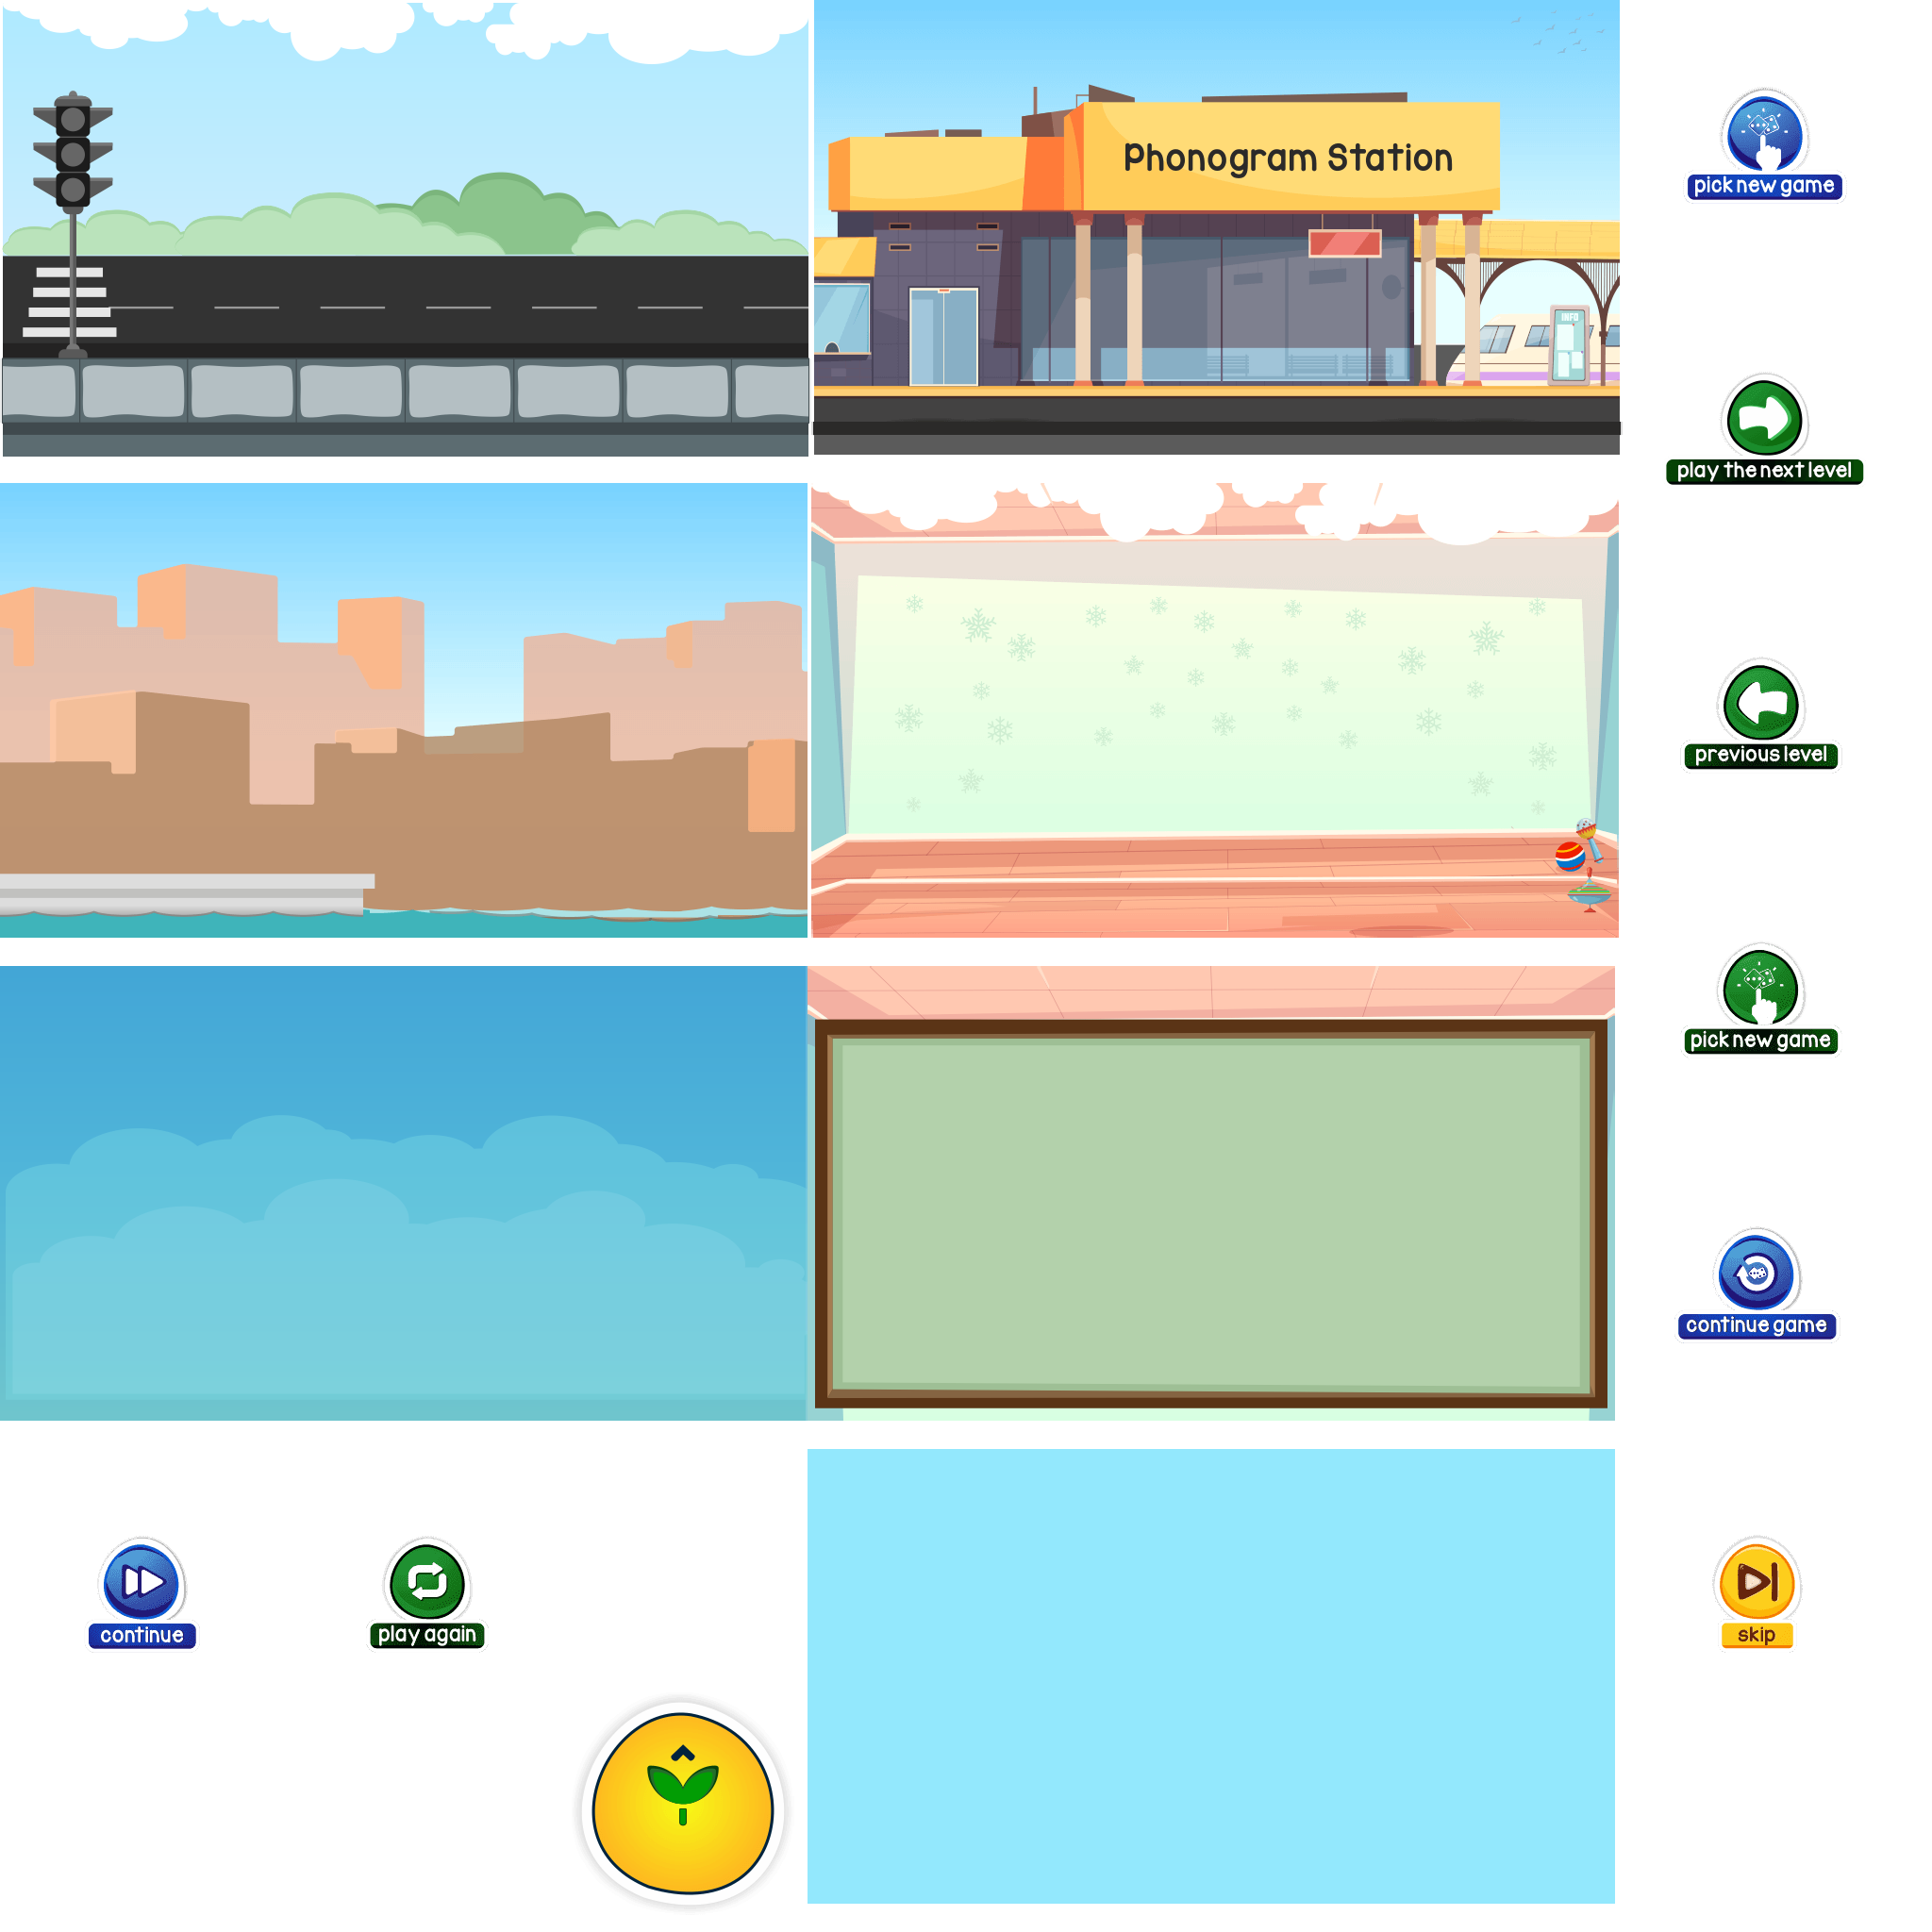 Phonogram Station
INFO
pick new game
play the next level
previous level
pick new game
continue game
continue
play again
skip